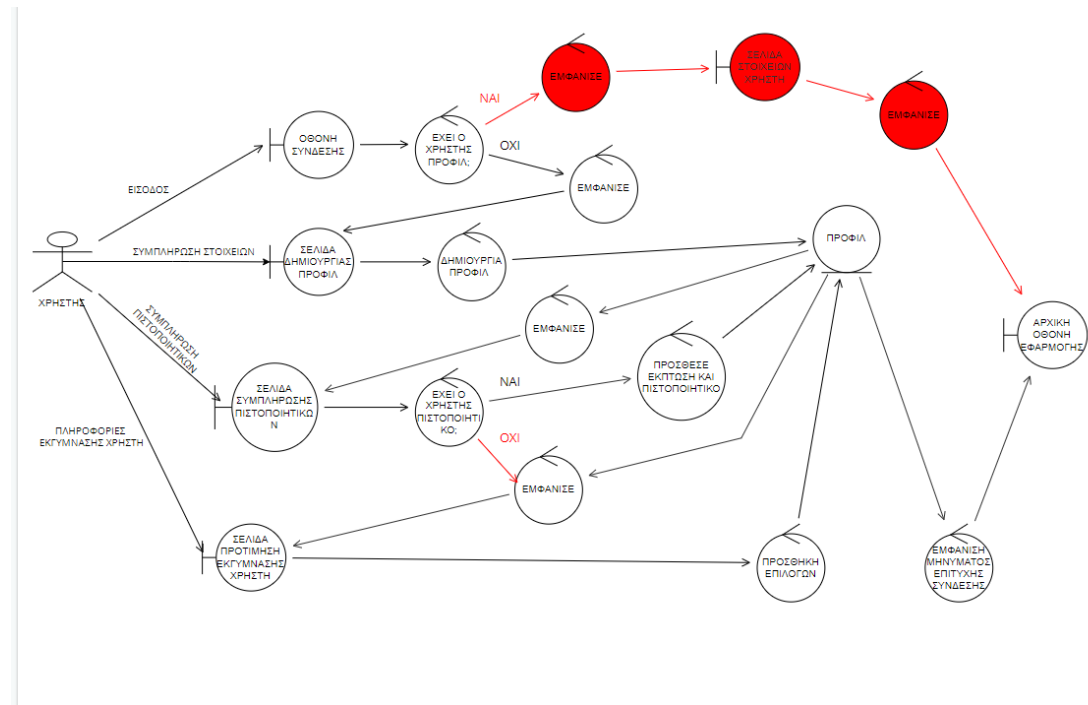 ΕΜΦΑΝΙΣΕ
ΣΕΛΙΔΑ
ΣΤΟΙΧΕΙΩΝ
ΧΡΗΣΤΗ
ΝΑΙ
ΕΜΦΑΝΙΣΕ
ΟΘΟΝΗ
ΣΥΝΔΕΣΗΣ
ΕΧΕΙ Ο
ΧΡΗΣΤΗΣ
ΠΡΟΦΙΛ;
ΟΧΙ
ΕΜΦΑΝΙΣΕ
ΕΙΣΟΔΟΣ
ΣΥΜΠΛΗΡΩΣΗ ΣΤΟΙΧΕΙΩΝ
ΣΕΛΙΔΑ
ΔΗΜΙΟΥΡΓΙΑΣ
ΠΡΟΦΙΛ
ΔΗΜΙΟΥΡΓΙΑ
ΠΡΟΦΙΛ
ΠΡΟΦΙΛ
ΧΡΗΣΤΗΣ
ΣΥΜΠΛΗΡΩΣΗ
ΠΙΣΤΟΠΟΙΗΤΙΚΩΝ
ΕΜΦΑΝΙΣΕ
ΑΡΧΙΚΗ
ΟΘΟΝΗ
ΕΦΑΡΜΟΓΗΣ
ΣΕΛΙΔΑ
ΣΥΜΠΛΗΡΩΣΗΣ
ΠΙΣΤΟΠΟΙΗΤΙΚΩ
Ν
ΕΧΕΙ Ο
ΧΡΗΣΤΗΣ
ΠΙΣΤΟΠΟΙΗΤΙ
ΚΟ;
ΝΑΙ
ΠΡΟΣΘΕΣΕ
ΕΚΠΤΩΣΗ ΚΑΙ
ΠΙΣΤΟΠΟΙΗΤΙΚΟ
ΟΧΙ
ΠΛΗΡΟΦΟΡΙΕΣ
ΕΚΓΥΜΝΑΣΗΣ ΧΡΗΣΤΗ
ΕΜΦΑΝΙΣΕ
ΣΕΛΙΔΑ
ΠΡΟΤΙΜΗΣΗ
ΕΚΓΥΜΝΑΣΗΣ
ΧΡΗΣΤΗ
ΠΡΟΣΘΗΚΗ
ΕΠΙΛΟΓΩΝ
ΕΜΦΑΝΙΣΗ
ΜΗΝΥΜΑΤΟΣ
ΕΠΙΤΥΧΗΣ
ΣΥΝΔΕΣΗΣ